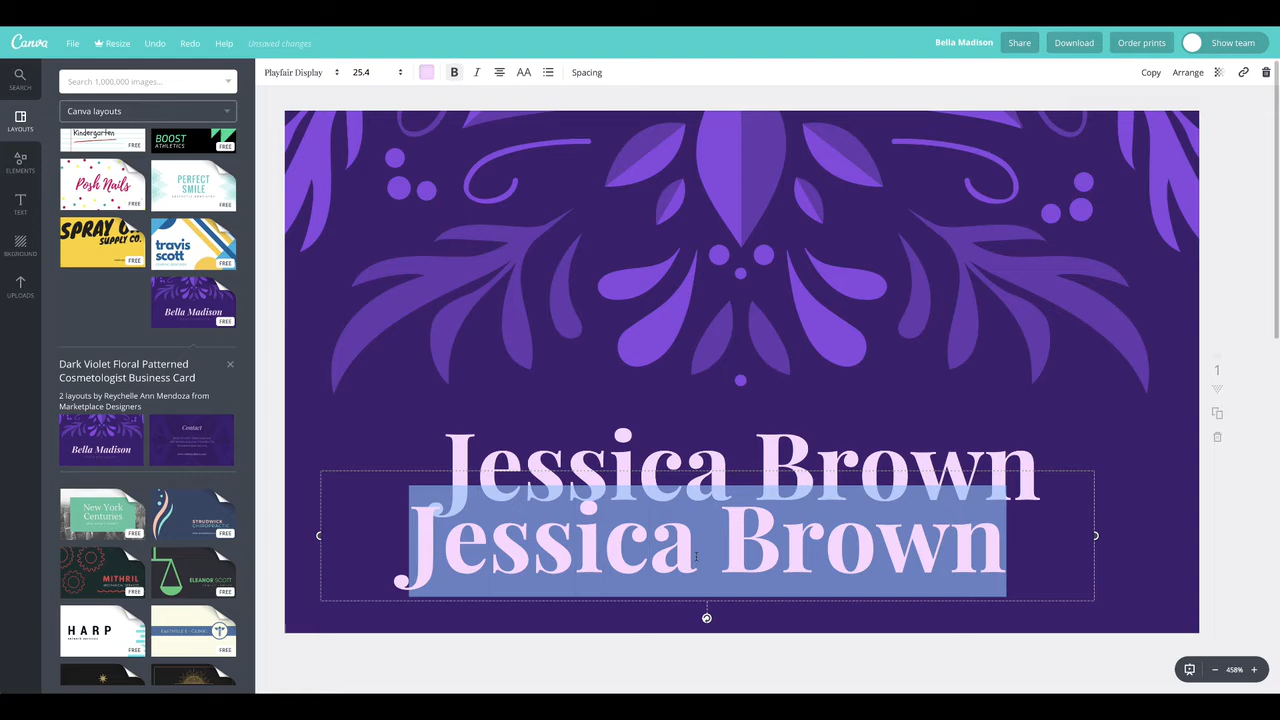 Canva File Resize Undo Redo Help Unsaved changes Bella Madison Share Download Order prints Show team
SEARCH
LAYOUTS
ELEMENTS
TEXT
BKGROUND
UPLOADS
Search 1,000,000 images...
Canva layouts
Kindergarten FREE
BOOST
ATHLETICS FREE
Posh Nails FREE
PERFECT
SMILE
FREE
SPRAY
SUPPLY CO.
FREE
travis
scott
FREE
Bella Madison
FREE
Dark Violet Floral Patterned
Cosmetologist Business Card
2 layouts by Reychelle Ann Mendoza from
Marketplace Designers
Bella Madison
Contact
New York
Centuries
FREE
STRUDWICK
CHIROPRACTIC
FREE
MITHRIL
FREE
ELEANOR SCOTT
FREE
HARP
FREE
FREE
Playfair Display 25.4 B I AA Spacing Copy Arrange
Jessica Brown
Jessica Brown
1
458%